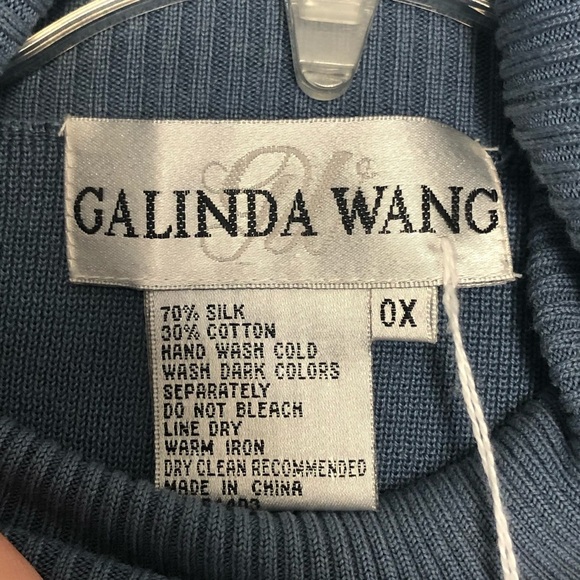 GALINDA WANG
0X
70% SILK
30% COTTON
HAND WASH COLD
WASH DARK COLORS
SEPARATELY
DO NOT BLEACH
LINE DRY
WARM IRON
DRY CLEAN RECOMMENDED
MADE IN CHINA